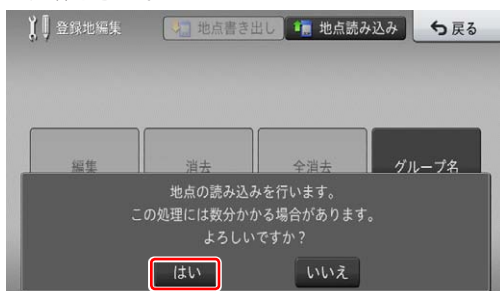 登録地編集
地点書き出し
地点読み込み
戻る
編集
消去
全消去
グループ名
地点の読み込みを行います。
この処理には数分かかる場合があります。
よろしいですか？
はい
いいえ